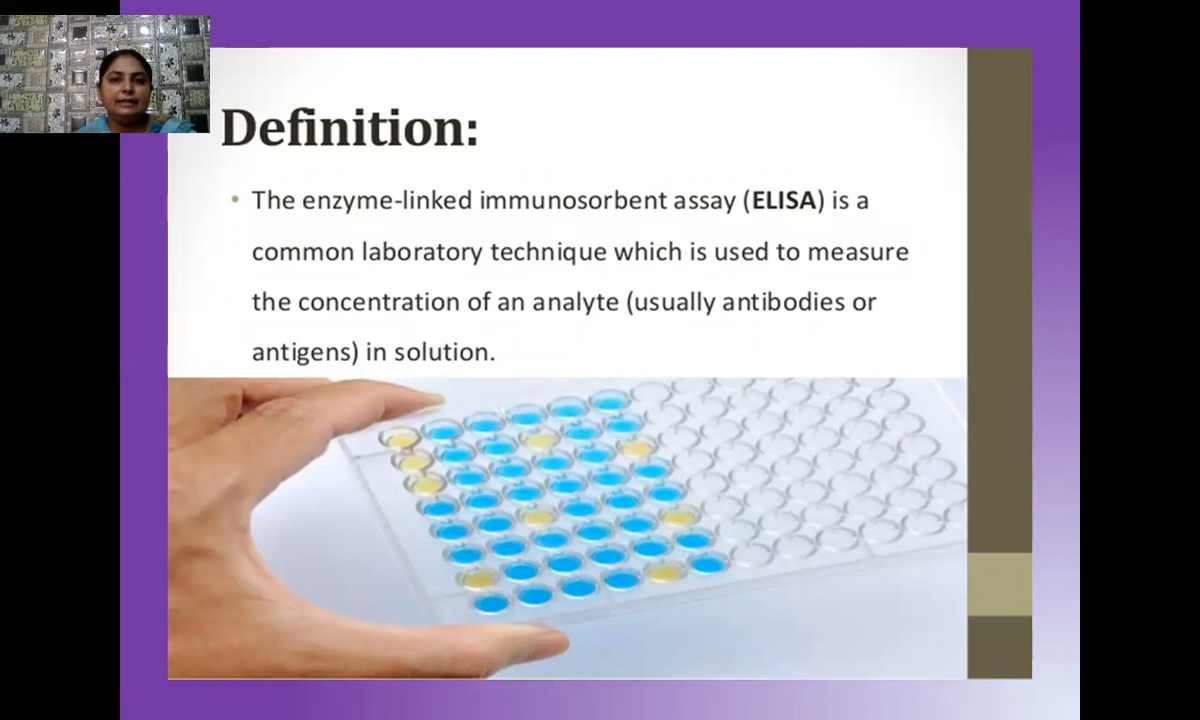 Definition:
• The enzyme-linked immunosorbent assay (ELISA) is a
common laboratory technique which is used to measure
the concentration of an analyte (usually antibodies or
antigens) in solution.